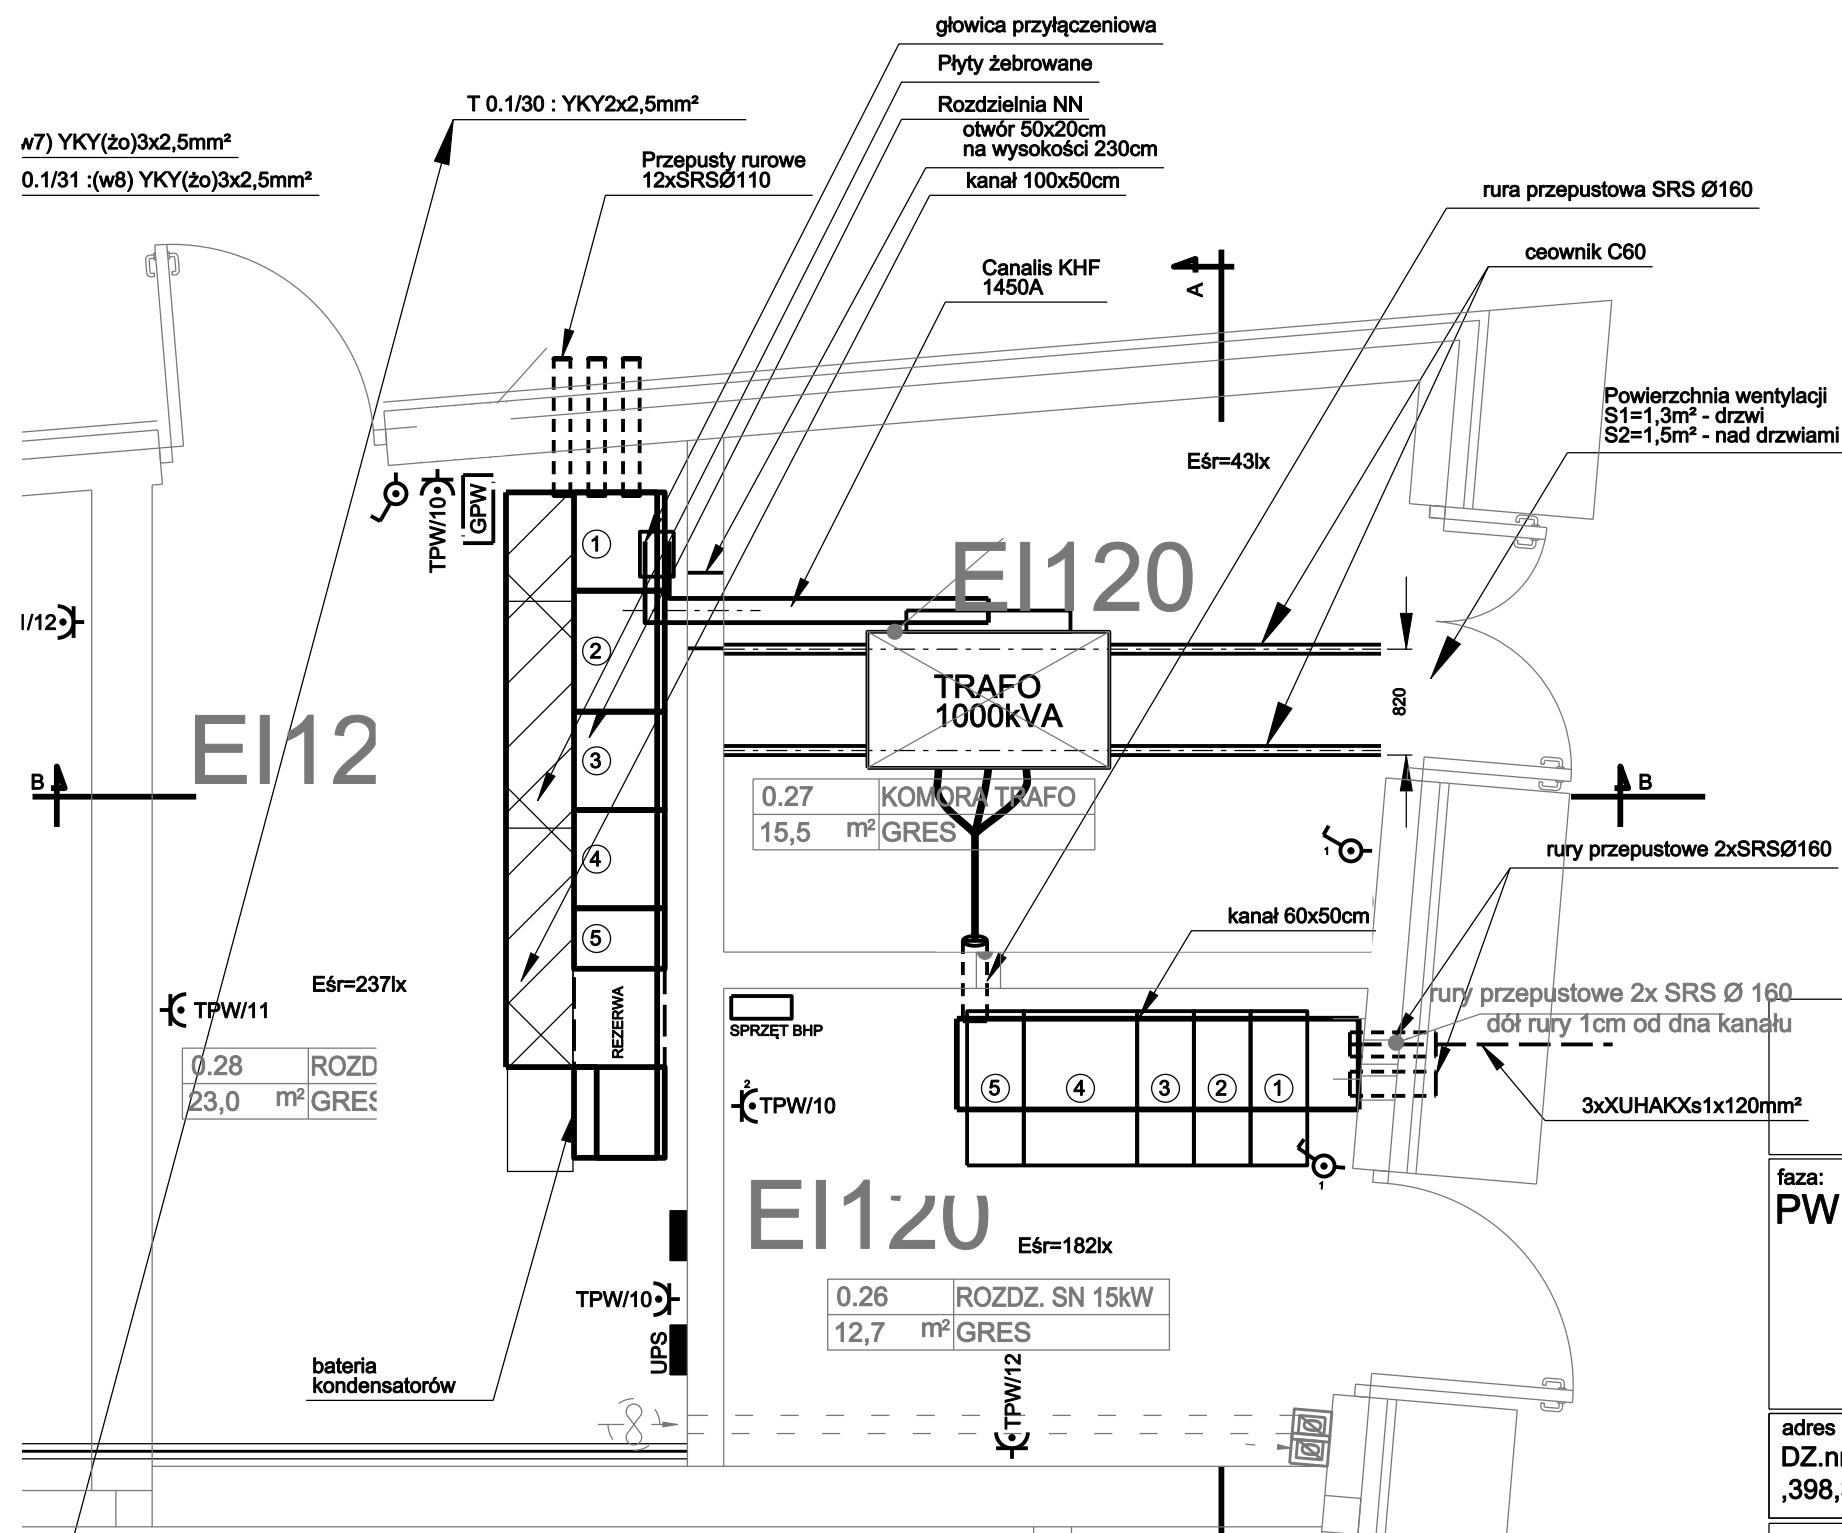 głowica przyłączeniowa
Płyty żebrowane
T 0.1/30 : YKY2x2,5mm²
Rozdzielnia NN
otwór 50x20cm
na wysokości 230cm
w7) YKY(żo)3x2,5mm²
Przepusty rurowe
12xSRSØ110
0.1/31 :(w8) YKY(żo)3x2,5mm²
kanał 100x50cm
rura przepustowa SRS Ø160
ceownik C60
Canalis KHF
1450A
A
Powierzchnia wentylacji
S1=1,3m² - drzwi
S2=1,5m² - nad drzwiami
Eśr=43lx
TPW/10
GPW
1
EI120
/12
2
TRAFO
1000kVA
820
EI12
3
B
B
0.27 KOMORA TRAFO
15,5 m² GRES
4
1
rury przepustowe 2xSRSØ160
kanał 60x50cm
5
Eśr=237lx
TPW/11
REZERWA
SPRZĘT BHP
rury przepustowe 2x SRS Ø 160
dół rury 1cm od dna kanału
0.28 ROZD
23,0 m² GRES
5 4 3 2 1
2
TPW/10
3xXUHAKXs1x120mm²
1
faza:
PW
EI120
Eśr=182lx
TPW/10
0.26 ROZDZ. SN 15kW
12,7 m² GRES
UPS
bateria
kondensatorów
TPW/12
adres
DZ.nr
,398,